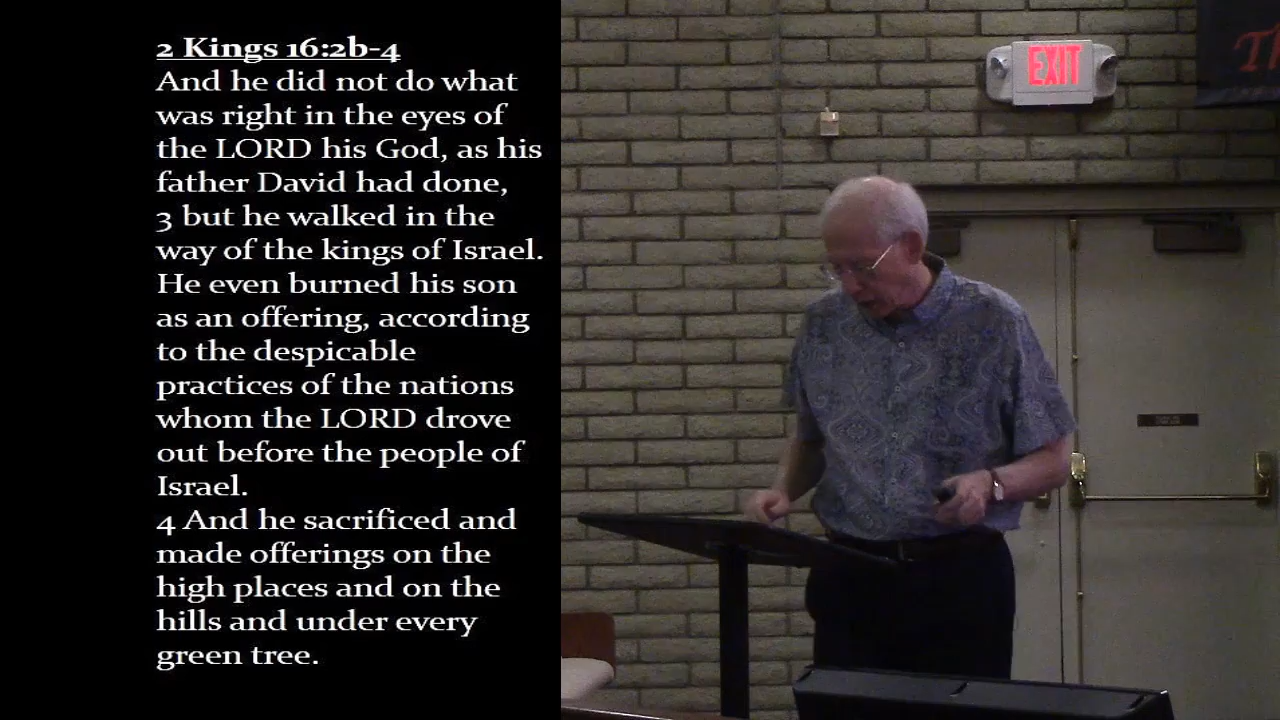 2 Kings 16:2b-4
And he did not do what
was right in the eyes of
the LORD his God, as his
father David had done,
3 but he walked in the
way of the kings of Israel.
He even burned his son
as an offering, according
to the despicable
practices of the nations
whom the LORD drove
out before the people of
Israel.
4 And he sacrificed and
made offerings on the
high places and on the
hills and under every
green tree.
EXIT